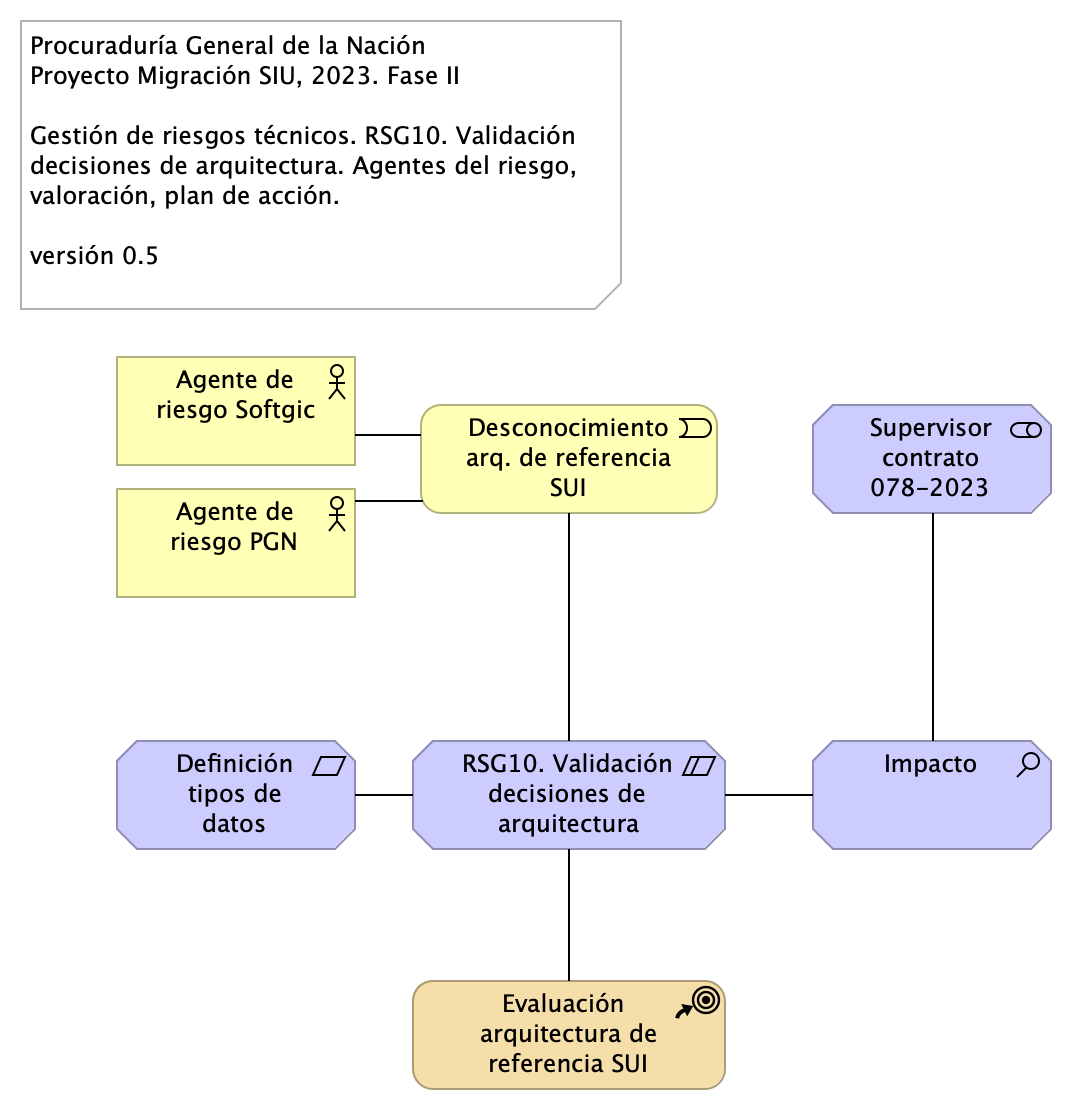 Procuraduría General de la Nación
Proyecto Migración SIU, 2023. Fase II
Gestión de riesgos técnicos. RSG10. Validación
decisiones de arquitectura. Agentes del riesgo,
valoración, plan de acción.
versión 0.5
Agente de
riesgo Softgic
Desconocimiento
arq. de referencia
SUI
Supervisor
contrato
078-2023
Agente de
riesgo PGN
Definición
tipos de
datos
RSG10. Validación
decisiones de
arquitectura
Impacto
Evaluación
arquitectura de
referencia SUI